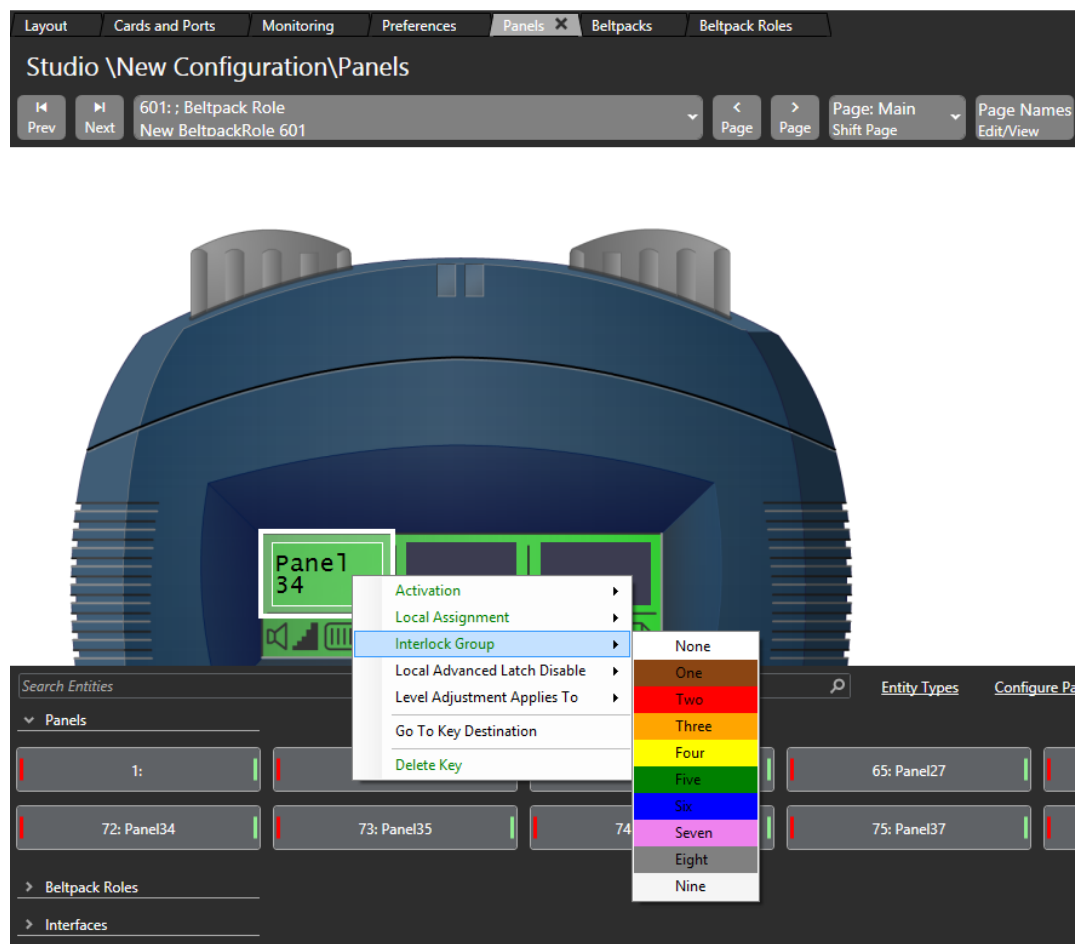 Layout Cards and Ports Monitoring Preferences Panels Beltpacks Beltpack Roles
Studio \New Configuration\Panels
Prev
Next
601: ; Beltpack Role
New BeltpackRole 601
Page
Page
Page: Main
Shift Page
Page Names
Edit/View
Panel
34
Activation
Local Assignment
Interlock Group
Local Advanced Latch Disable
Level Adjustment Applies To
Go To Key Destination
Delete Key
None
One
Two
Three
Four
Five
Six
Seven
Eight
Nine
Search Entities
Entity Types
Configure Pa
Panels
1:
65: Panel27
72: Panel34
73: Panel35
74
75: Panel37
Beltpack Roles
Interfaces